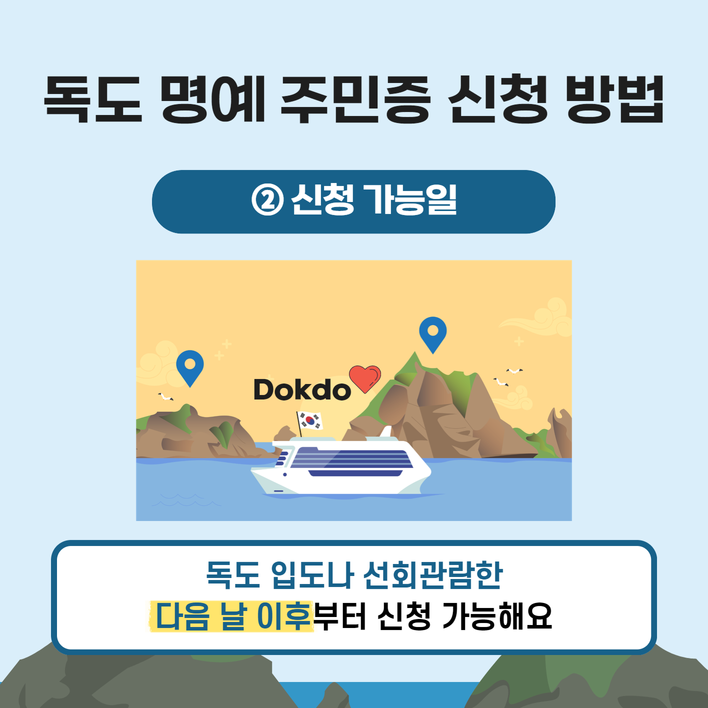 독도 명예 주민증 신청 방법
② 신청 가능일
Dokdo
독도 입도나 선회관람한
다음 날 이후부터 신청 가능해요